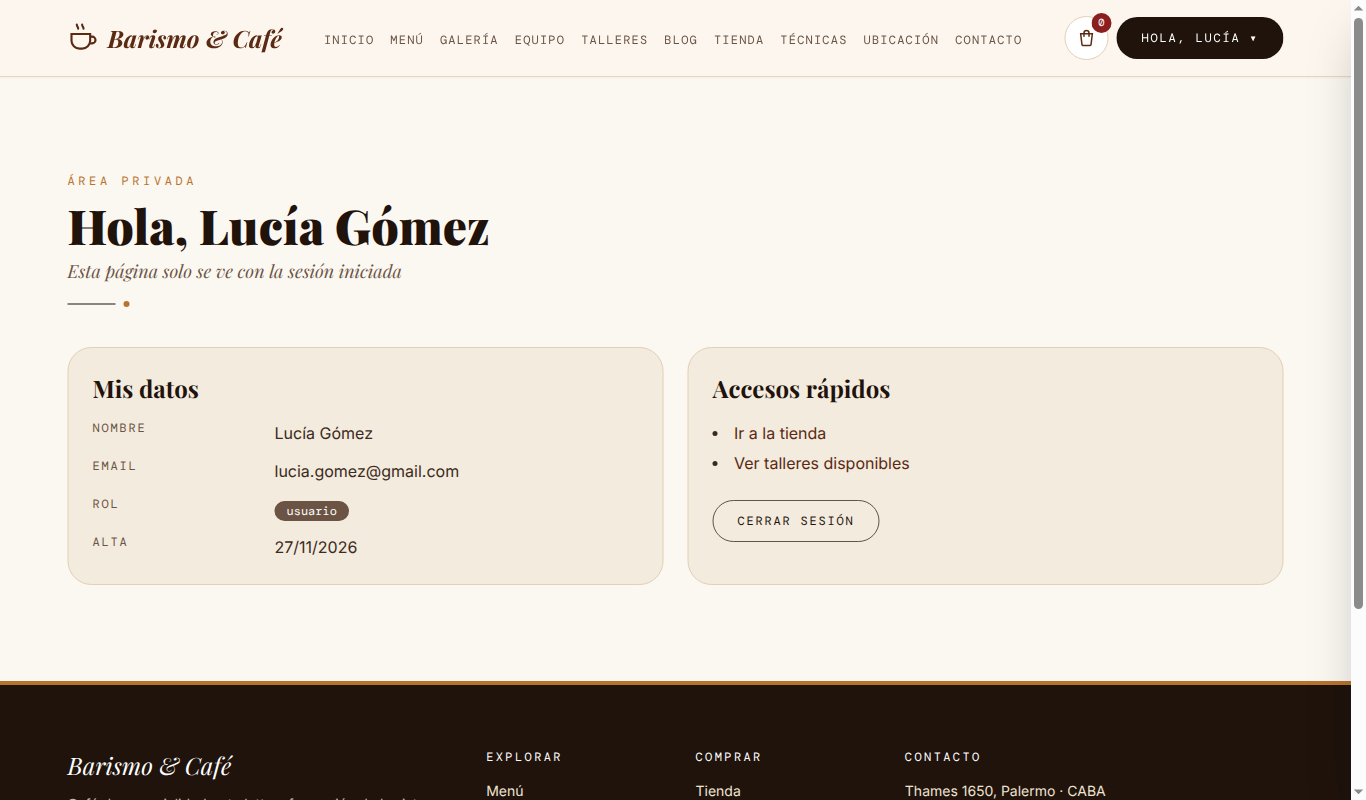 Barismo & Café
INICIO MENÚ GALERÍA EQUIPO TALLERES BLOG TIENDA TÉCNICAS UBICACIÓN CONTACTO
0
HOLA, LUCÍA ▾
ÁREA PRIVADA
Hola, Lucía Gómez
Esta página solo se ve con la sesión iniciada
Mis datos
NOMBRE Lucía Gómez
EMAIL lucia.gomez@gmail.com
ROL usuario
ALTA 27/11/2026
Accesos rápidos
• Ir a la tienda
• Ver talleres disponibles
CERRAR SESIÓN
Barismo & Café
EXPLORAR
Menú
COMPRAR
Tienda
CONTACTO
Thames 1650, Palermo · CABA